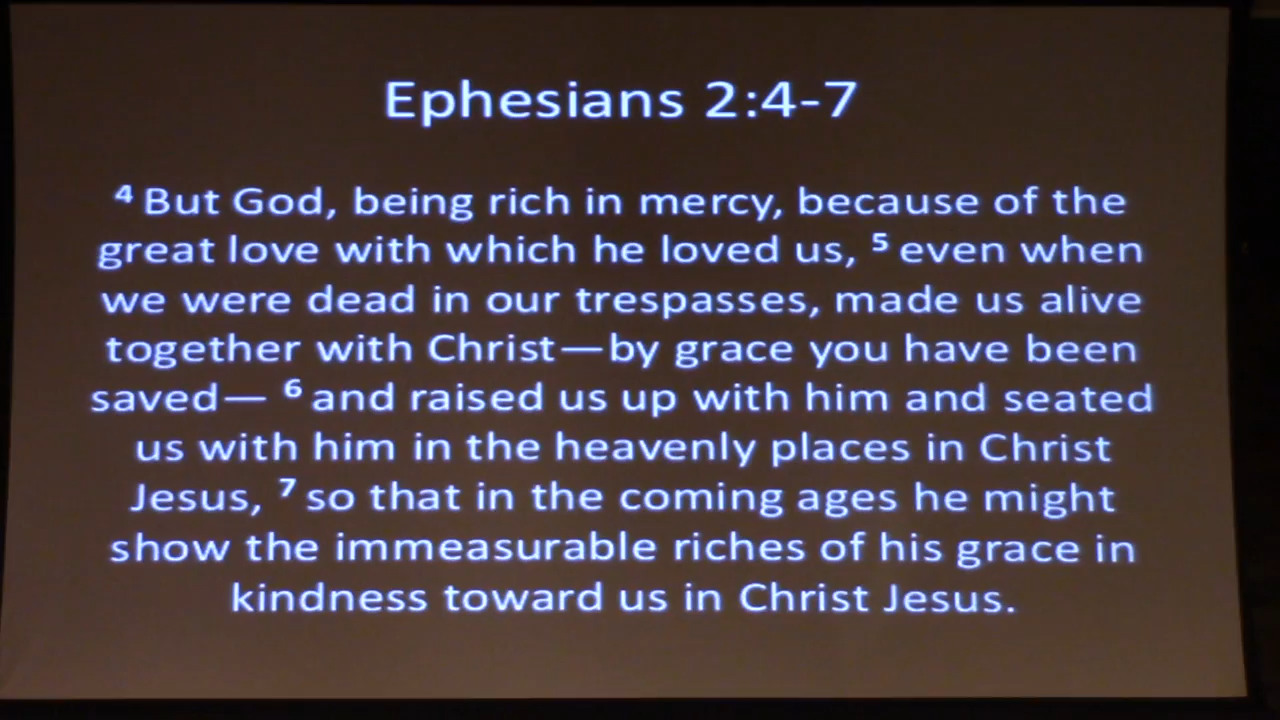 Ephesians 2:4-7
⁴ But God, being rich in mercy, because of the
great love with which he loved us, ⁵ even when
we were dead in our trespasses, made us alive
together with Christ—by grace you have been
saved— ⁶ and raised us up with him and seated
us with him in the heavenly places in Christ
Jesus, ⁷ so that in the coming ages he might
show the immeasurable riches of his grace in
kindness toward us in Christ Jesus.